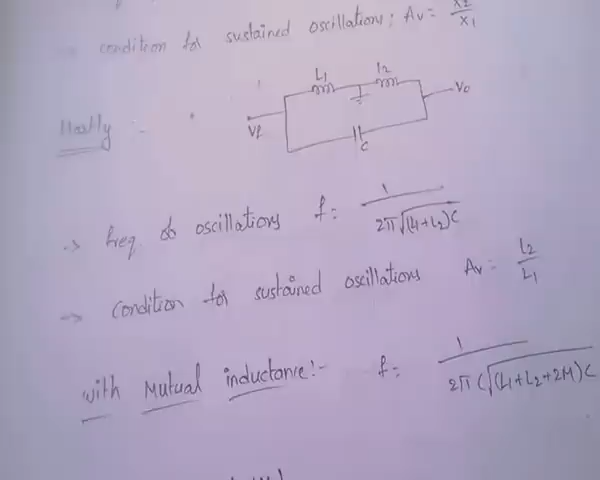 → condition for sustained oscillations: Av = X2/X1
Hartly :-
L1 L2
Vf Vo
C
→ freq. of oscillations f = 1/2π√(L1+L2)C
→ condition for sustained oscillations Av = L2/L1
with Mutual inductance:- f = 1/2π(√(L1+L2+2M)C